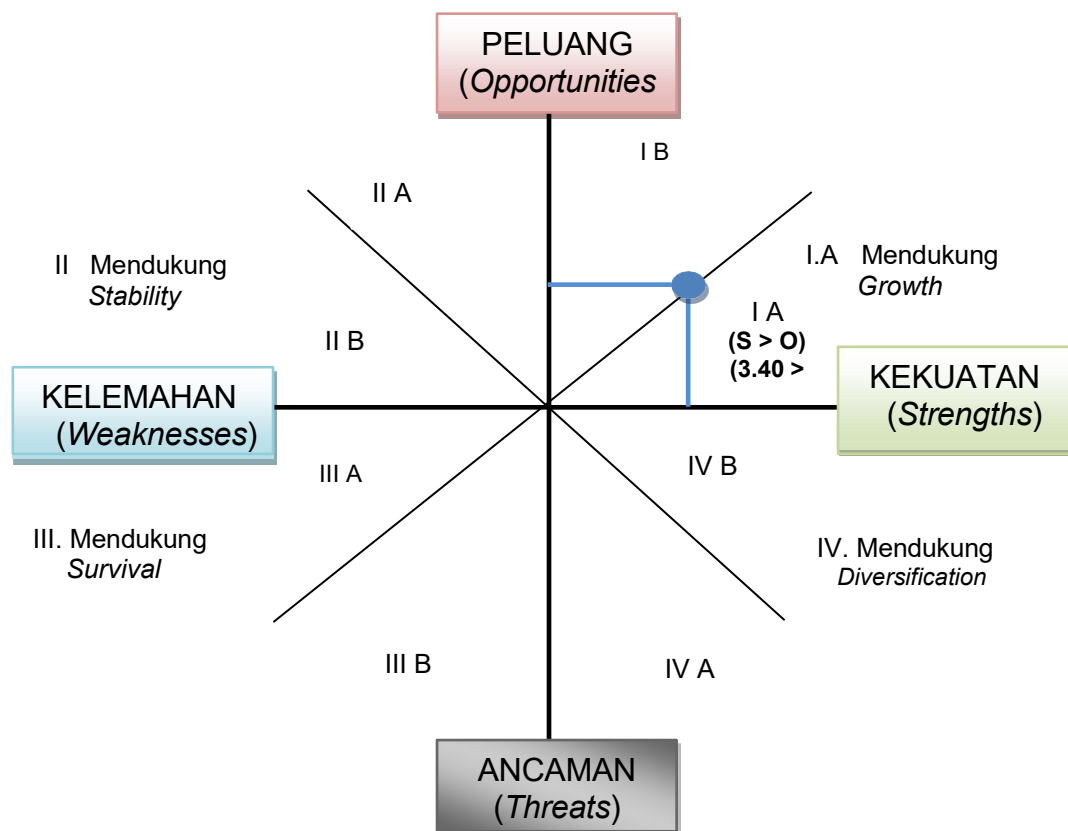 PELUANG
(Opportunities
I B
II A
II Mendukung
Stability
I.A Mendukung
Growth
I A
(S > O)
(3.40 >
II B
KELEMAHAN
(Weaknesses)
KEKUATAN
(Strengths)
III A
IV B
III. Mendukung
Survival
IV. Mendukung
Diversification
III B
IV A
ANCAMAN
(Threats)